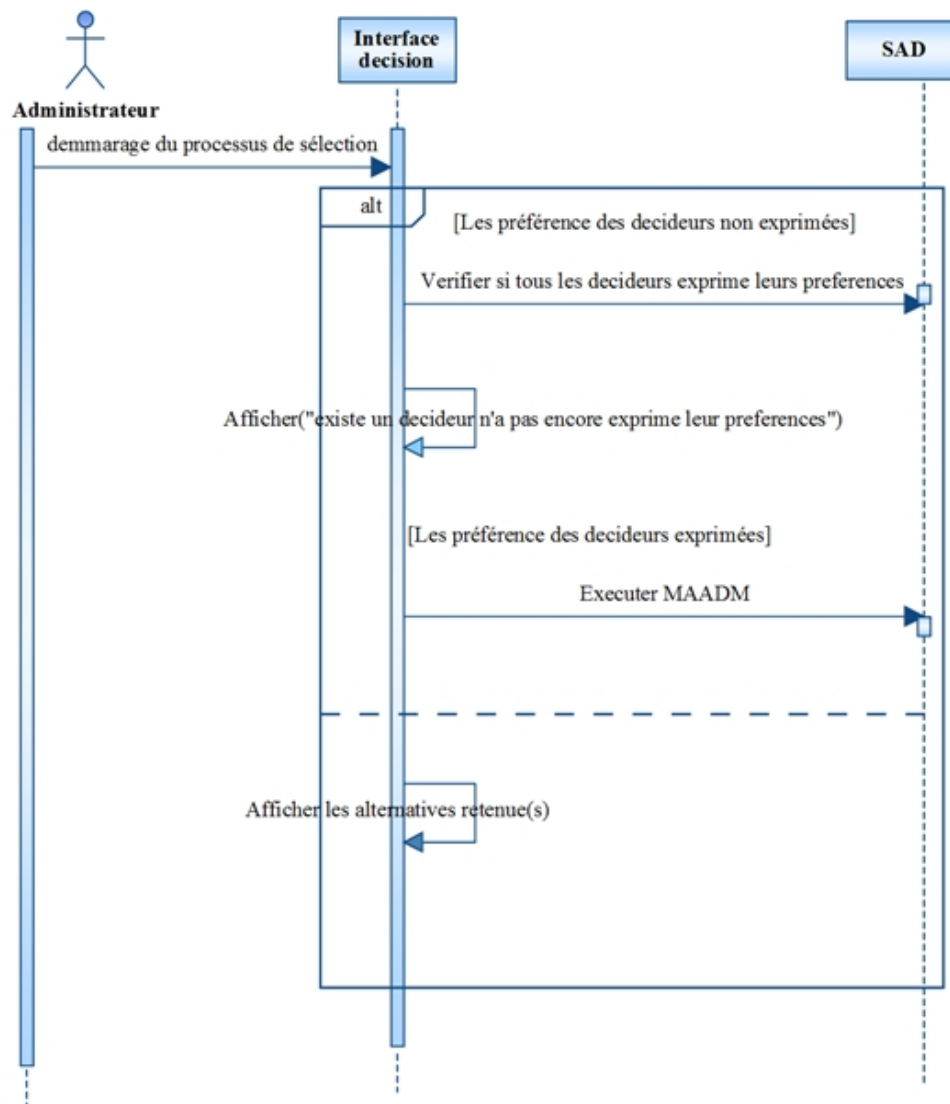 Interface
decision
SAD
Administrateur
demmarage du processus de sélection
alt
[Les préférence des decideurs non exprimées]
Verifier si tous les decideurs exprime leurs preferences
Afficher("existe un decideur n'a pas encore exprime leur preferences")
[Les préférence des decideurs exprimées]
Executer MAADM
Afficher les alternatives retenue(s)